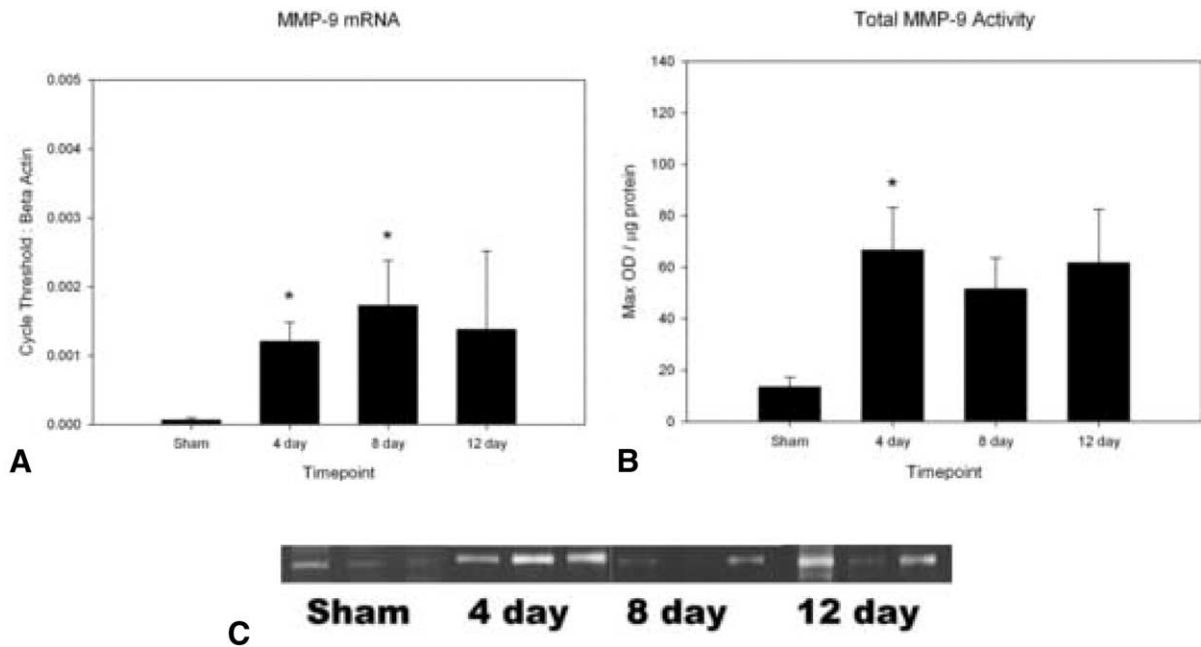 MMP-9 mRNA
Cycle Threshold : Beta Actin
0.005
0.004
0.003
0.002
0.001
0.000
*
*
Sham 4 day 8 day 12 day
Timepoint
A
Total MMP-9 Activity
Max OD / µg protein
140
120
100
80
60
40
20
0
*
Sham 4 day 8 day 12 day
Timepoint
B
Sham 4 day 8 day 12 day
C